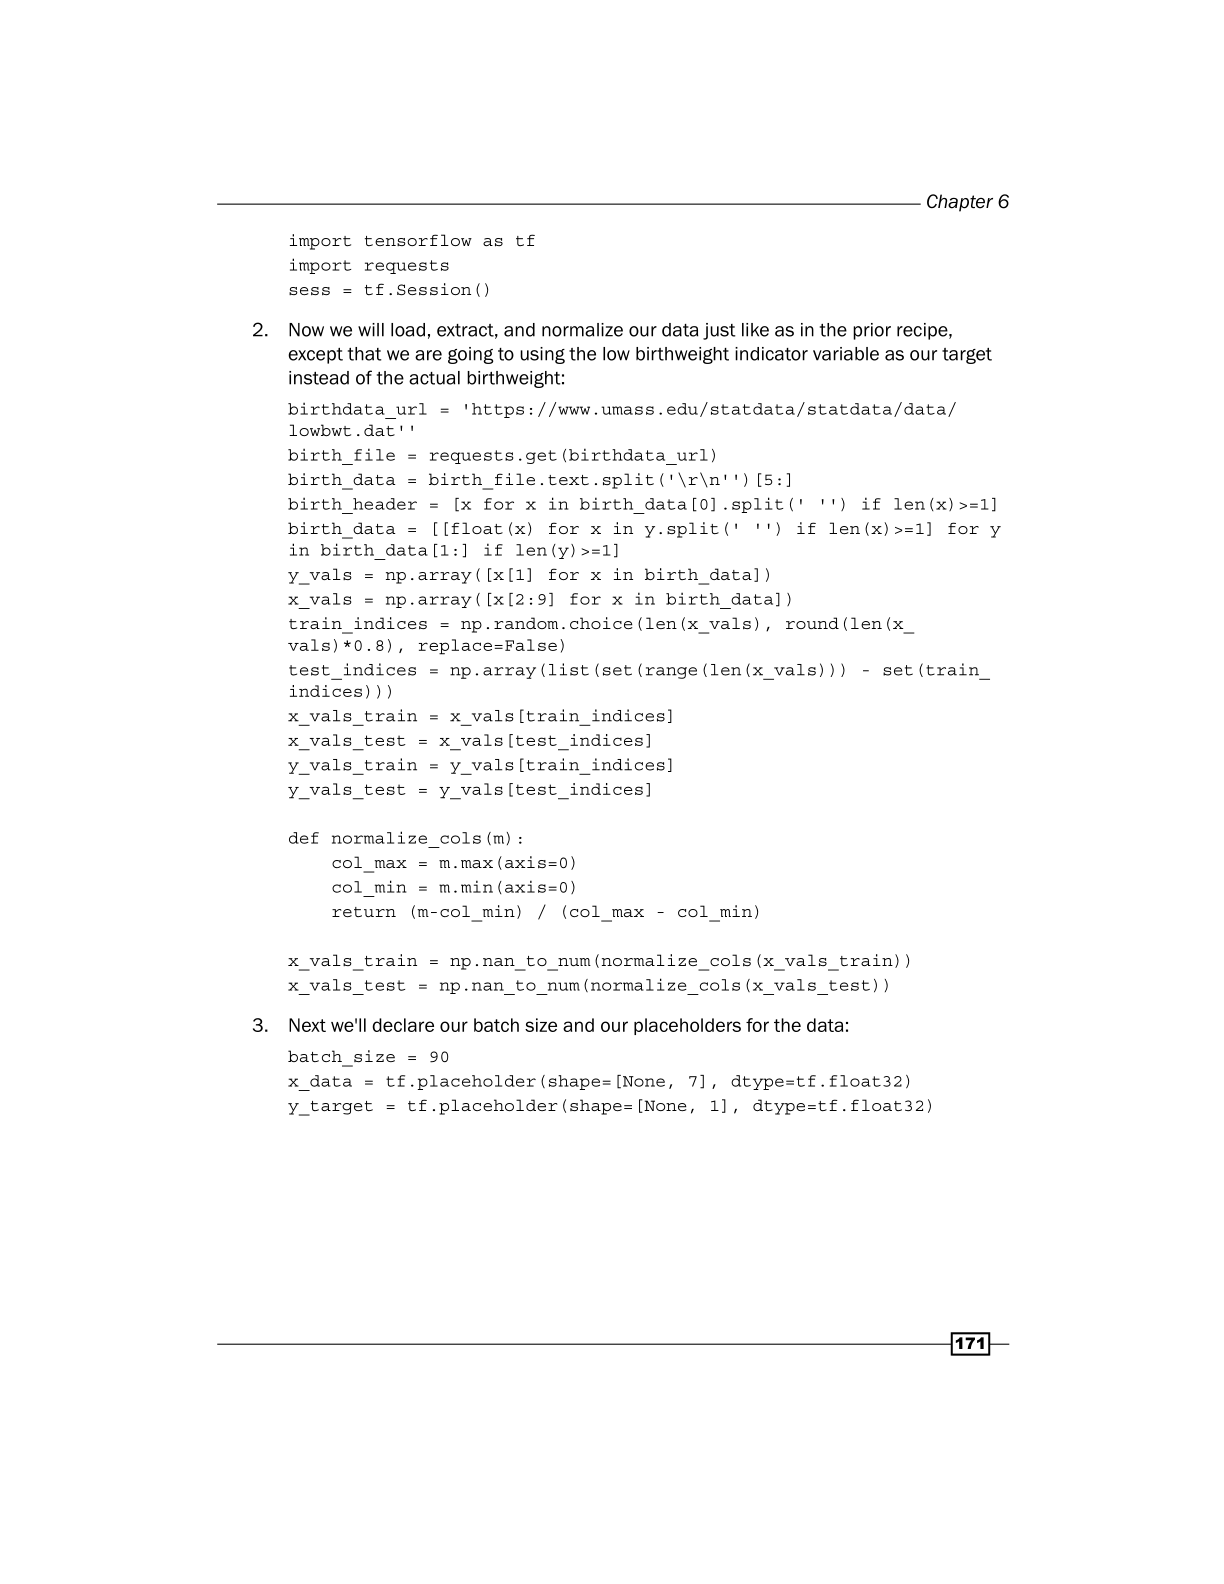 Chapter 6
import tensorflow as tf
import requests
sess = tf.Session()
2. Now we will load, extract, and normalize our data just like as in the prior recipe,
except that we are going to using the low birthweight indicator variable as our target
instead of the actual birthweight:
birthdata_url = 'https://www.umass.edu/statdata/statdata/data/
lowbwt.dat''
birth_file = requests.get(birthdata_url)
birth_data = birth_file.text.split('\r\n'')[5:]
birth_header = [x for x in birth_data[0].split(' '') if len(x)>=1]
birth_data = [[float(x) for x in y.split(' '') if len(x)>=1] for y
in birth_data[1:] if len(y)>=1]
y_vals = np.array([x[1] for x in birth_data])
x_vals = np.array([x[2:9] for x in birth_data])
train_indices = np.random.choice(len(x_vals), round(len(x_
vals)*0.8), replace=False)
test_indices = np.array(list(set(range(len(x_vals))) - set(train_
indices)))
x_vals_train = x_vals[train_indices]
x_vals_test = x_vals[test_indices]
y_vals_train = y_vals[train_indices]
y_vals_test = y_vals[test_indices]
def normalize_cols(m):
    col_max = m.max(axis=0)
    col_min = m.min(axis=0)
    return (m-col_min) / (col_max - col_min)
x_vals_train = np.nan_to_num(normalize_cols(x_vals_train))
x_vals_test = np.nan_to_num(normalize_cols(x_vals_test))
3. Next we'll declare our batch size and our placeholders for the data:
batch_size = 90
x_data = tf.placeholder(shape=[None, 7], dtype=tf.float32)
y_target = tf.placeholder(shape=[None, 1], dtype=tf.float32)
171